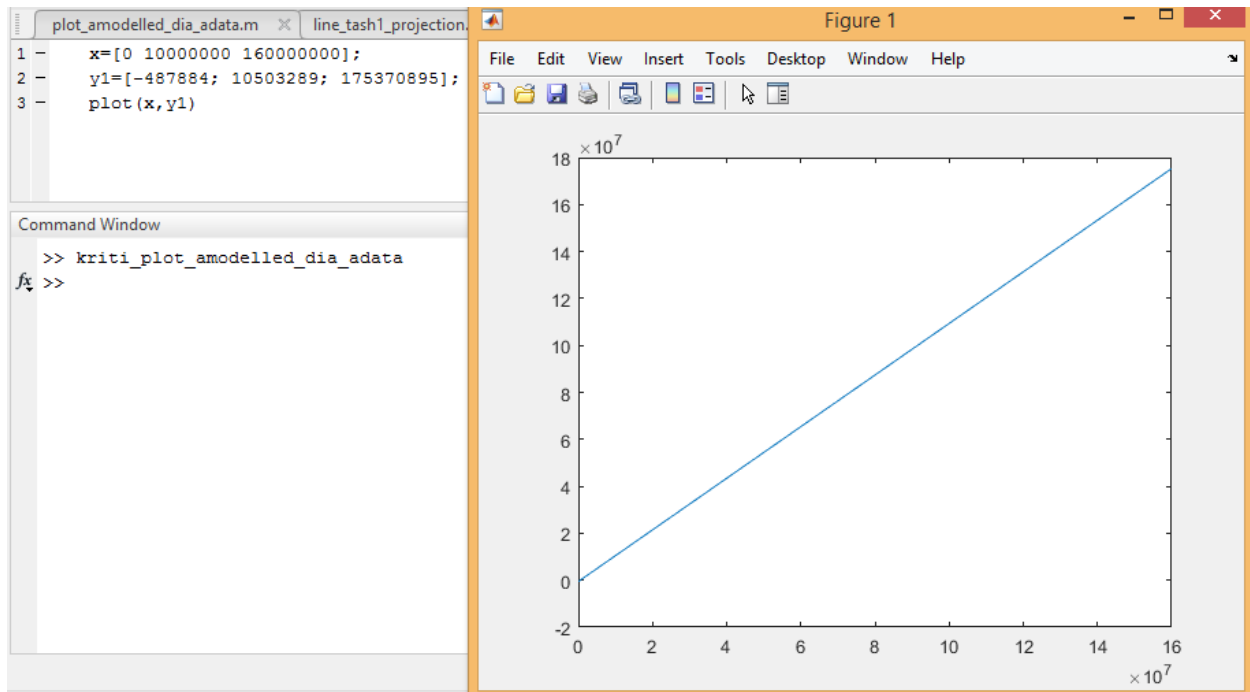 plot_amodelled_dia_adata.m × line_tash1_projection.
1 – x=[0 10000000 160000000];
2 – y1=[-487884; 10503289; 175370895];
3 – plot(x,y1)
Command Window
>> kriti_plot_amodelled_dia_adata
fx >>
Figure 1
File Edit View Insert Tools Desktop Window Help
×10^7
18
16
14
12
10
8
6
4
2
0
-2
0 2 4 6 8 10 12 14 16
×10^7